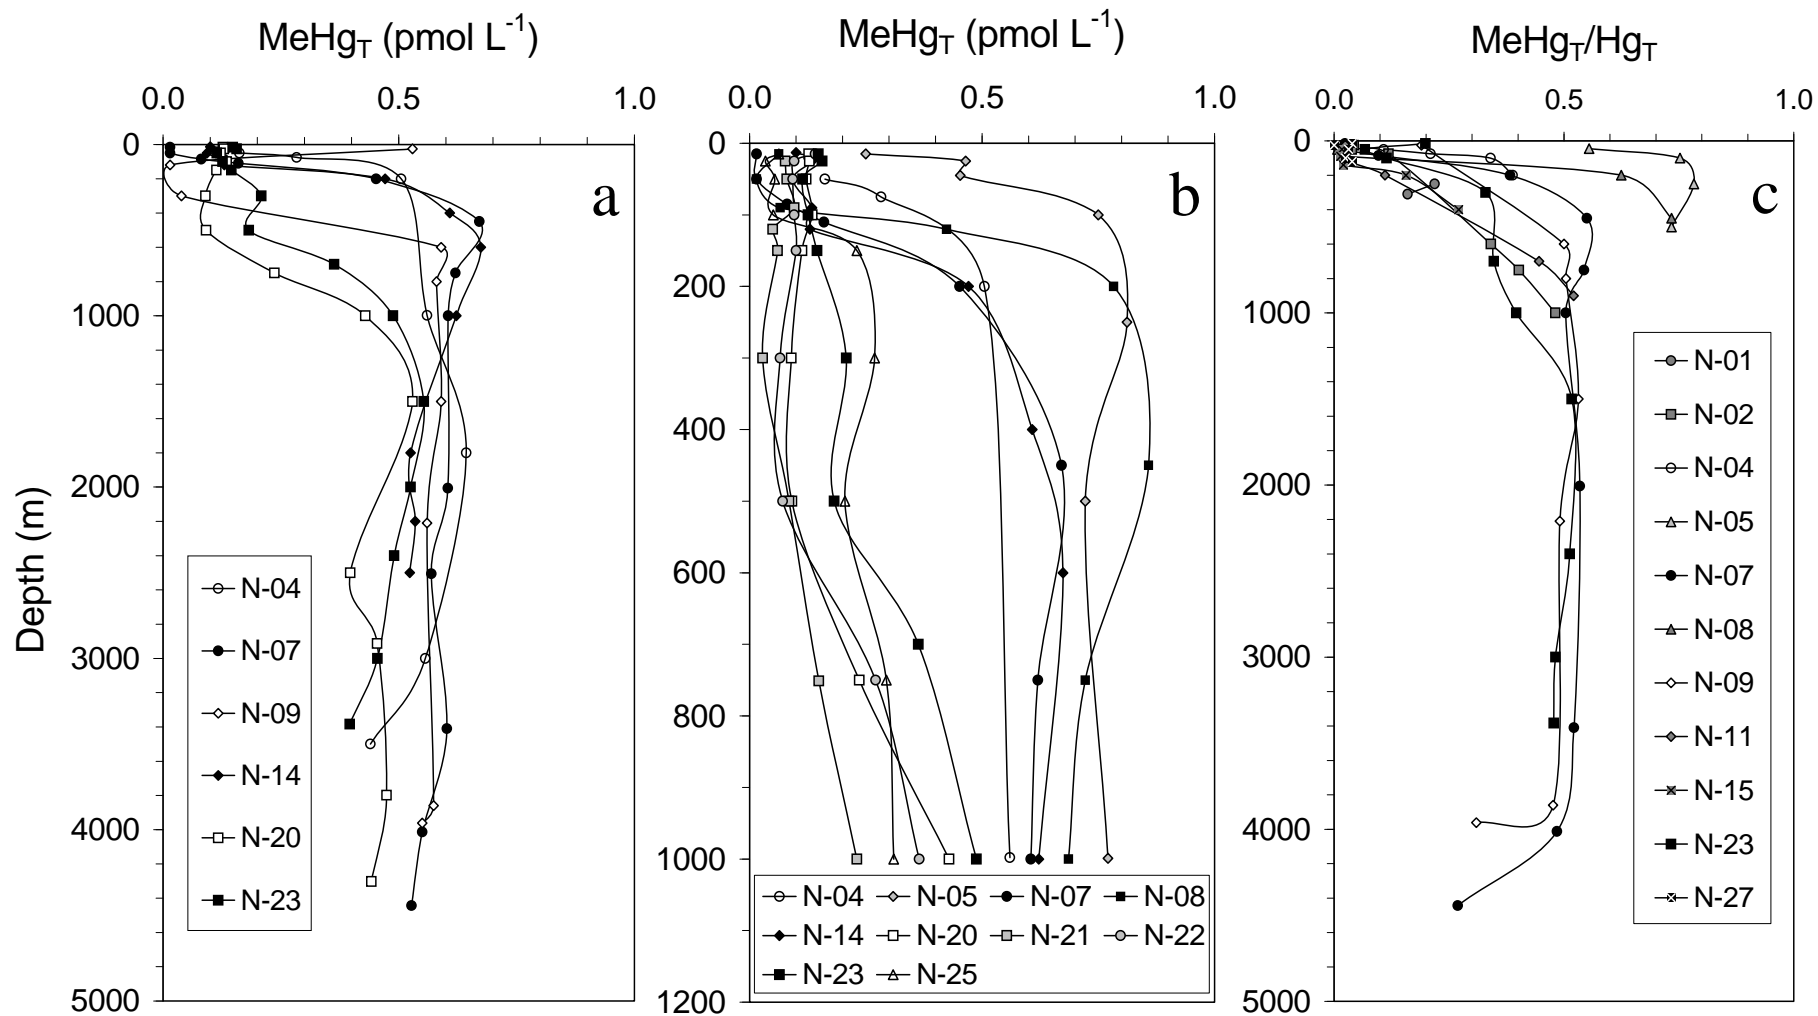 MeHgT (pmol L-1)
0.0 0.5 1.0
0
1000
2000
3000
4000
5000
Depth (m)
a
N-04
N-07
N-09
N-14
N-20
N-23
MeHgT (pmol L-1)
0.0 0.5 1.0
0
200
400
600
800
1000
1200
b
N-04 N-05 N-07 N-08
N-14 N-20 N-21 N-22
N-23 N-25
MeHgT/HgT
0.0 0.5 1.0
0
1000
2000
3000
4000
5000
c
N-01
N-02
N-04
N-05
N-07
N-08
N-09
N-11
N-15
N-23
N-27